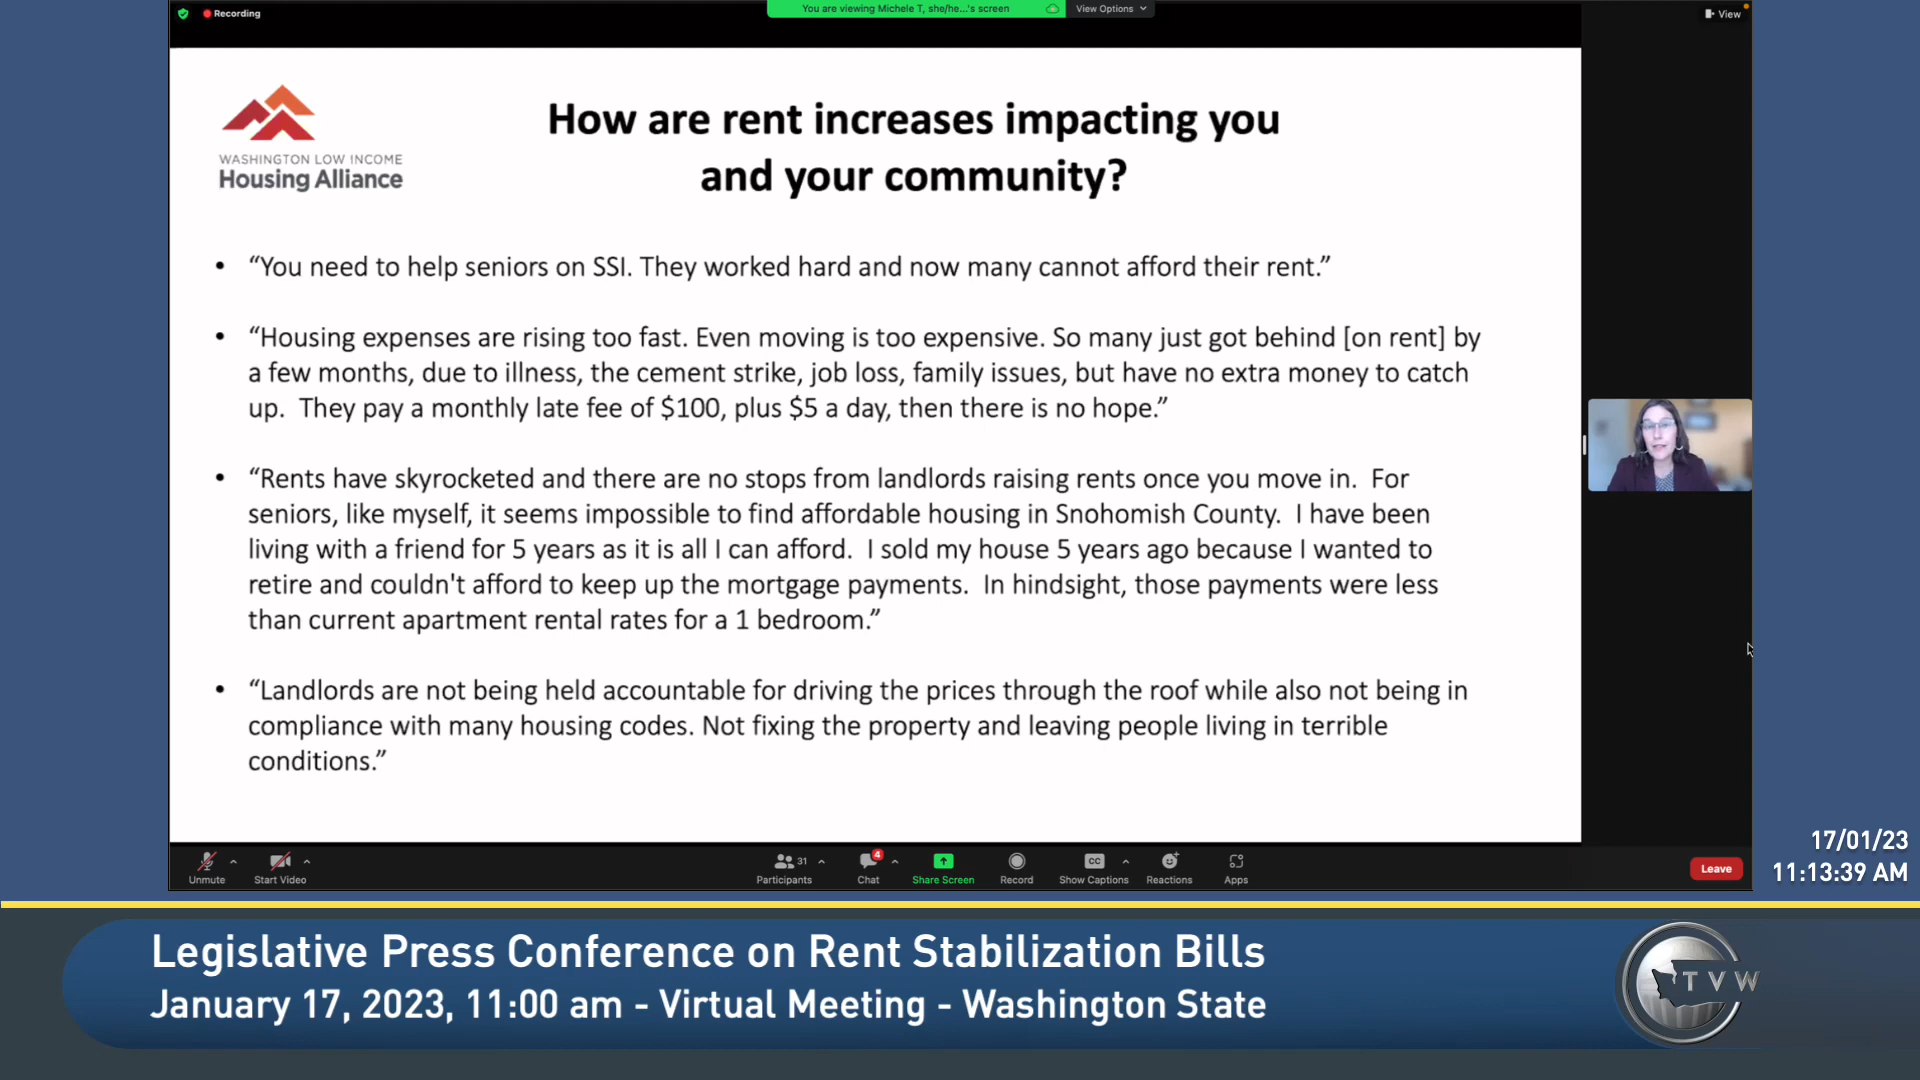 Recording
You are viewing Michele T, she/he...'s screen
View Options
View
WASHINGTON LOW INCOME
Housing Alliance
How are rent increases impacting you
and your community?
• “You need to help seniors on SSI. They worked hard and now many cannot afford their rent.”
• “Housing expenses are rising too fast. Even moving is too expensive. So many just got behind [on rent] by
a few months, due to illness, the cement strike, job loss, family issues, but have no extra money to catch
up.  They pay a monthly late fee of $100, plus $5 a day, then there is no hope.”
• “Rents have skyrocketed and there are no stops from landlords raising rents once you move in.  For
seniors, like myself, it seems impossible to find affordable housing in Snohomish County.  I have been
living with a friend for 5 years as it is all I can afford.  I sold my house 5 years ago because I wanted to
retire and couldn't afford to keep up the mortgage payments.  In hindsight, those payments were less
than current apartment rental rates for a 1 bedroom.”
• “Landlords are not being held accountable for driving the prices through the roof while also not being in
compliance with many housing codes. Not fixing the property and leaving people living in terrible
conditions.”
17/01/23
11:13:39 AM
Unmute
Start Video
31
Participants
4
Chat
Share Screen
Record
CC
Show Captions
Reactions
Apps
Leave
Legislative Press Conference on Rent Stabilization Bills
January 17, 2023, 11:00 am - Virtual Meeting - Washington State
TVW